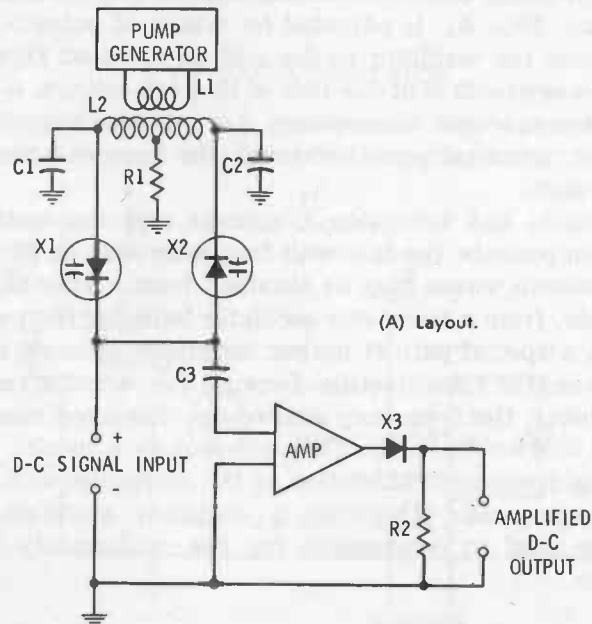 PUMP
GENERATOR
L1
L2
C1
R1
C2
X1
X2
(A) Layout.
C3
X3
+
AMP
D-C SIGNAL INPUT
-
R2
AMPLIFIED
D-C
OUTPUT